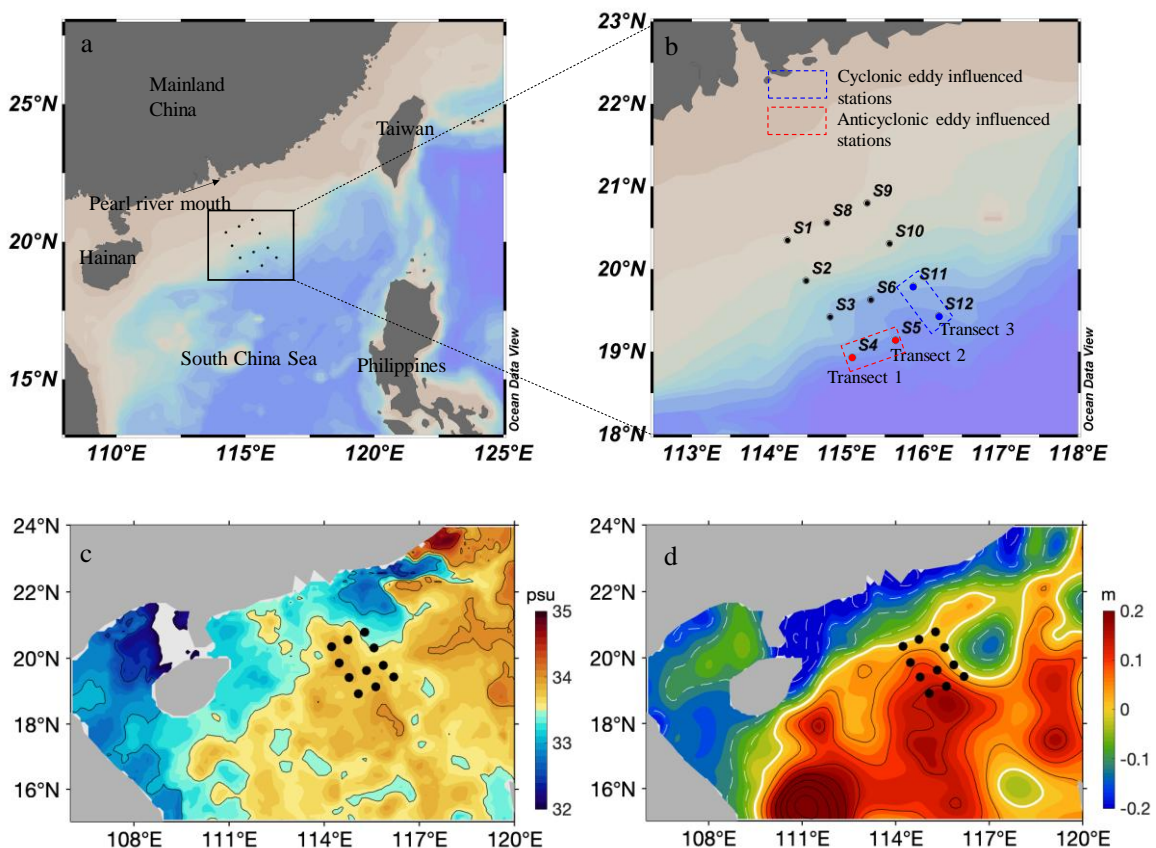 a
Mainland
China
Taiwan
Pearl river mouth
Hainan
South China Sea
Philippines
25°N
20°N
15°N
110°E
115°E
120°E
125°E
Ocean Data View
b
Cyclonic eddy influenced
stations
Anticyclonic eddy influenced
stations
S9
S8
S1
S10
S2
S11
S6
S12
S3
S5
Transect 3
S4
Transect 2
Transect 1
23°N
22°N
21°N
20°N
19°N
18°N
113°E
114°E
115°E
116°E
117°E
118°E
Ocean Data View
c
24°N
22°N
20°N
18°N
16°N
108°E
111°E
114°E
117°E
120°E
psu
35
34
33
32
d
24°N
22°N
20°N
18°N
16°N
108°E
111°E
114°E
117°E
120°E
m
0.2
0.1
0
-0.1
-0.2